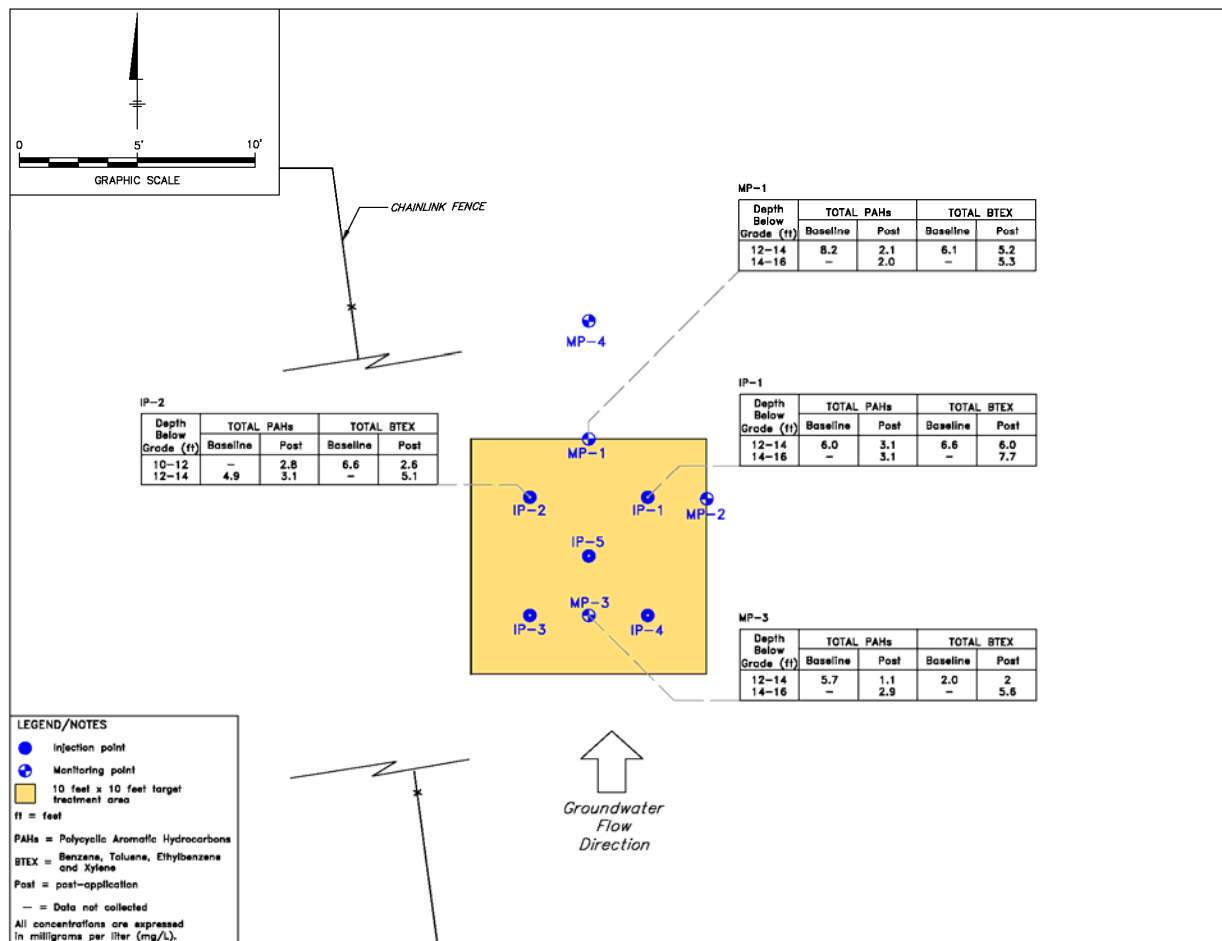 0 5' 10'
GRAPHIC SCALE
CHAINLINK FENCE
MP-1
Depth Below Grade (ft) TOTAL PAHs TOTAL BTEX
Baseline Post Baseline Post
12-14 8.2 2.1 6.1 5.2
14-16 – 2.0 – 5.3
MP-4
IP-2
Depth Below Grade (ft) TOTAL PAHs TOTAL BTEX
Baseline Post Baseline Post
10-12 – 2.8 6.6 2.6
12-14 4.9 3.1 – 5.1
IP-1
Depth Below Grade (ft) TOTAL PAHs TOTAL BTEX
Baseline Post Baseline Post
12-14 6.0 3.1 6.6 6.0
14-16 – 3.1 – 7.7
MP-1
IP-2
IP-1
MP-2
IP-5
MP-3
IP-3
IP-4
MP-3
Depth Below Grade (ft) TOTAL PAHs TOTAL BTEX
Baseline Post Baseline Post
12-14 5.7 1.1 2.0 2
14-16 – 2.9 – 5.6
LEGEND/NOTES
Injection point
Monitoring point
10 feet x 10 feet target
treatment area
ft = feet
PAHs = Polycyclic Aromatic Hydrocarbons
BTEX = Benzene, Toluene, Ethylbenzene
and Xylene
Post = post-application
— = Data not collected
All concentrations are expressed
in milligrams per liter (mg/L).
Groundwater
Flow
Direction